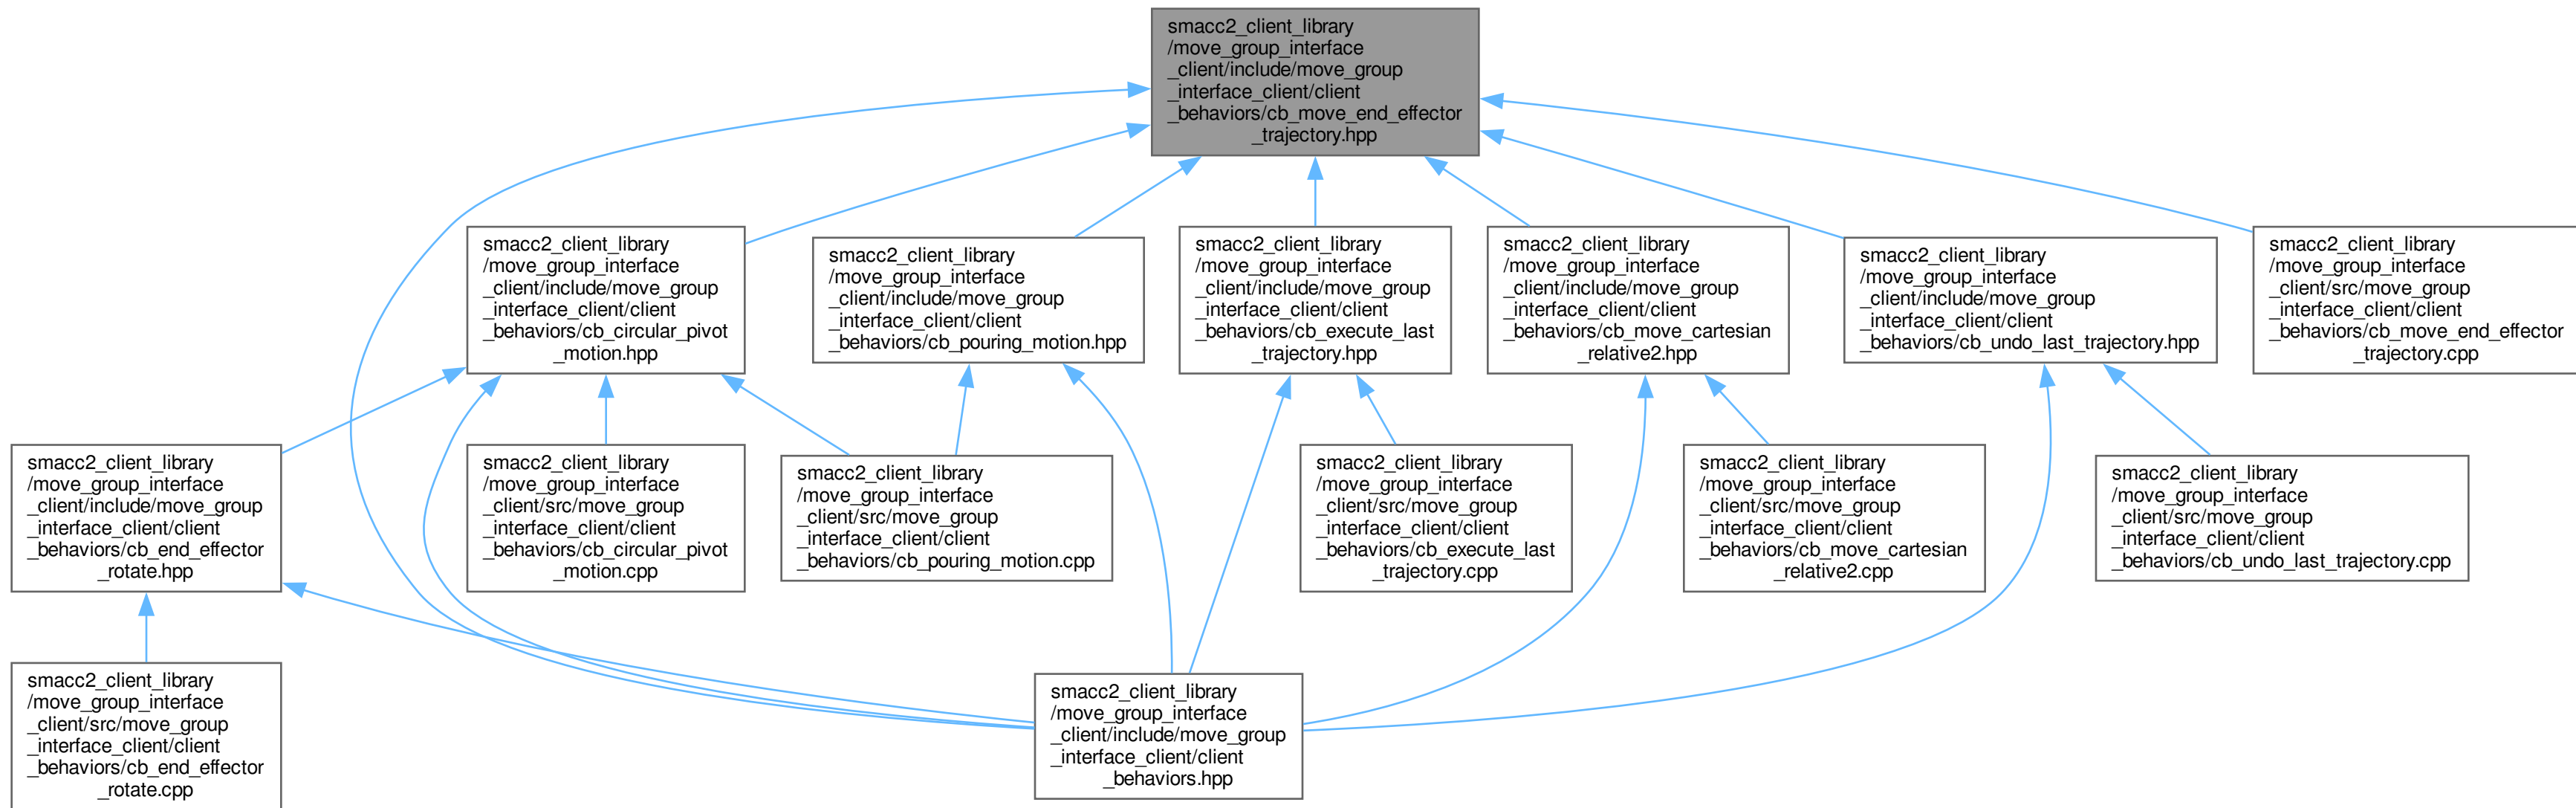 smacc2_client_library
/move_group_interface
_client/include/move_group
_interface_client/client
_behaviors/cb_move_end_effector
_trajectory.hpp
smacc2_client_library
/move_group_interface
_client/include/move_group
_interface_client/client
_behaviors/cb_circular_pivot
_motion.hpp
smacc2_client_library
/move_group_interface
_client/include/move_group
_interface_client/client
_behaviors/cb_pouring_motion.hpp
smacc2_client_library
/move_group_interface
_client/include/move_group
_interface_client/client
_behaviors/cb_execute_last
_trajectory.hpp
smacc2_client_library
/move_group_interface
_client/include/move_group
_interface_client/client
_behaviors/cb_move_cartesian
_relative2.hpp
smacc2_client_library
/move_group_interface
_client/include/move_group
_interface_client/client
_behaviors/cb_undo_last_trajectory.hpp
smacc2_client_library
/move_group_interface
_client/src/move_group
_interface_client/client
_behaviors/cb_move_end_effector
_trajectory.cpp
smacc2_client_library
/move_group_interface
_client/include/move_group
_interface_client/client
_behaviors/cb_end_effector
_rotate.hpp
smacc2_client_library
/move_group_interface
_client/src/move_group
_interface_client/client
_behaviors/cb_circular_pivot
_motion.cpp
smacc2_client_library
/move_group_interface
_client/src/move_group
_interface_client/client
_behaviors/cb_pouring_motion.cpp
smacc2_client_library
/move_group_interface
_client/src/move_group
_interface_client/client
_behaviors/cb_execute_last
_trajectory.cpp
smacc2_client_library
/move_group_interface
_client/src/move_group
_interface_client/client
_behaviors/cb_move_cartesian
_relative2.cpp
smacc2_client_library
/move_group_interface
_client/src/move_group
_interface_client/client
_behaviors/cb_undo_last_trajectory.cpp
smacc2_client_library
/move_group_interface
_client/src/move_group
_interface_client/client
_behaviors/cb_end_effector
_rotate.cpp
smacc2_client_library
/move_group_interface
_client/include/move_group
_interface_client/client
_behaviors.hpp